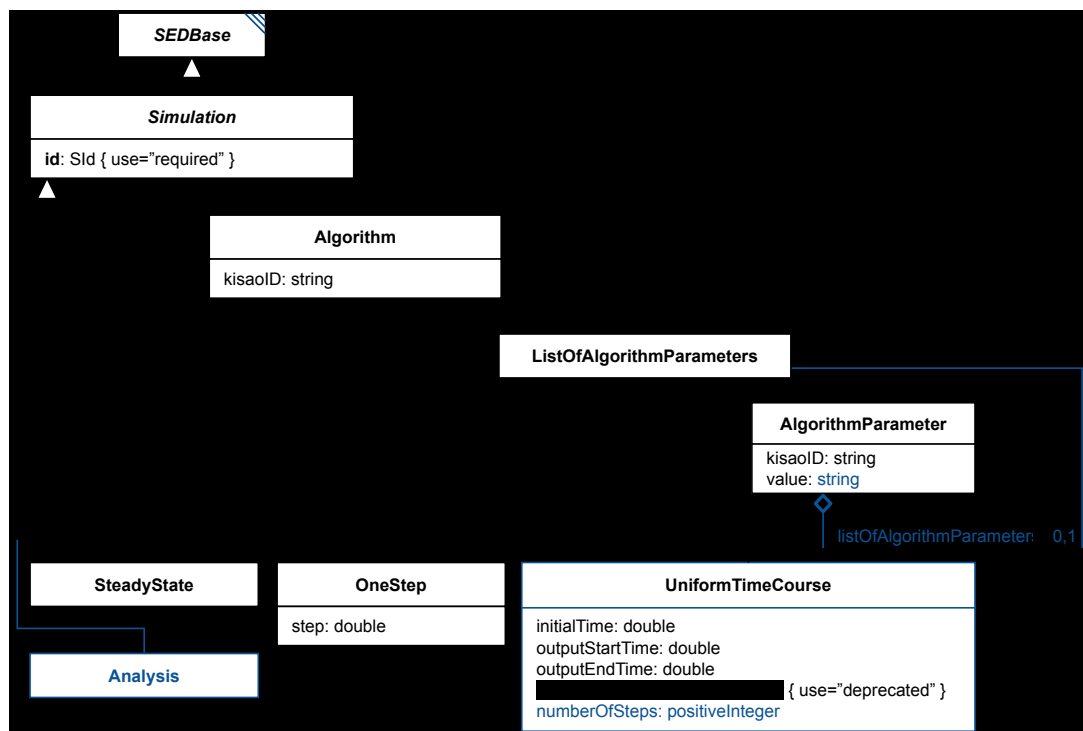 SEDBase
Simulation
id: SId { use=”required” }
Algorithm
kisaoID: string
ListOfAlgorithmParameters
AlgorithmParameter
kisaoID: string
value: string
listOfAlgorithmParameter 0,1
SteadyState
OneStep
step: double
UniformTimeCourse
initialTime: double
outputStartTime: double
outputEndTime: double
{ use=”deprecated” }
numberOfSteps: positiveInteger
Analysis